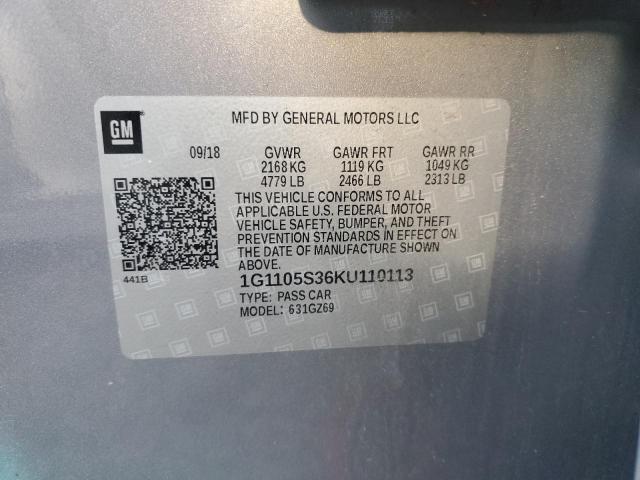 GM
MFD BY GENERAL MOTORS LLC
09/18 GVWR GAWR FRT GAWR RR
2168 KG 1119 KG 1049 KG
4779 LB 2466 LB 2313 LB
THIS VEHICLE CONFORMS TO ALL
APPLICABLE U.S. FEDERAL MOTOR
VEHICLE SAFETY, BUMPER, AND THEFT
PREVENTION STANDARDS IN EFFECT ON
THE DATE OF MANUFACTURE SHOWN
ABOVE.
441B
1G1105S36KU110113
TYPE: PASS CAR
MODEL: 631GZ69